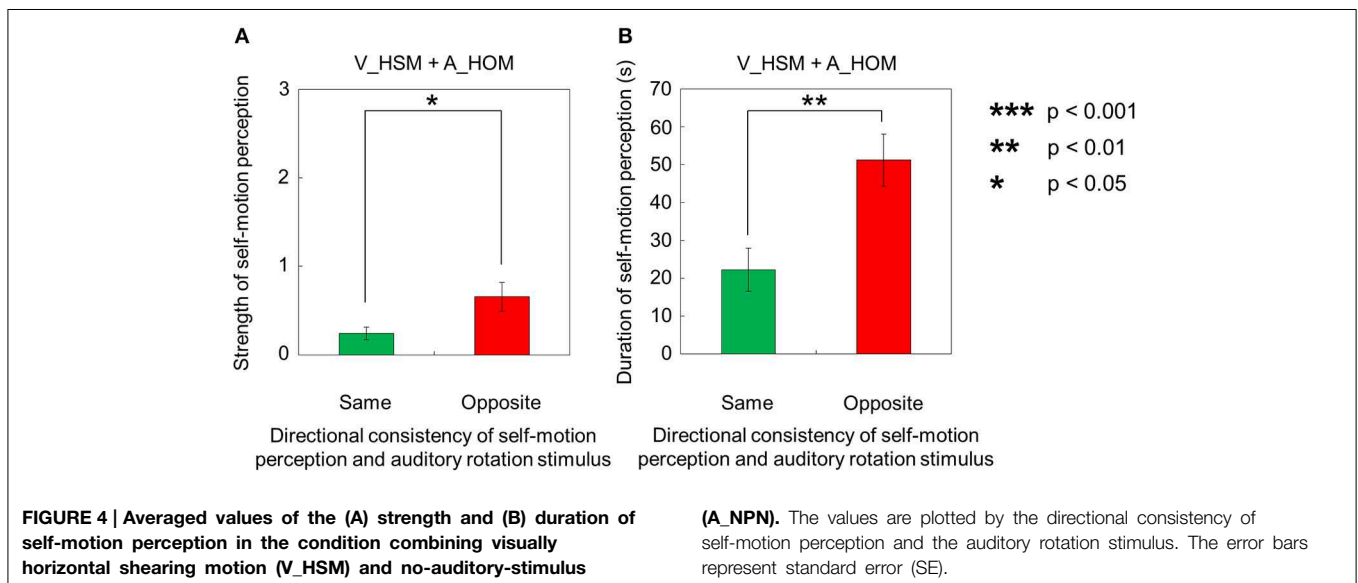 A
V_HSM + A_HOM
Strength of self-motion perception
3
2
1
0
*
Same Opposite
Directional consistency of self-motion
perception and auditory rotation stimulus
B
V_HSM + A_HOM
Duration of self-motion perception (s)
70
60
50
40
30
20
10
0
**
Same Opposite
Directional consistency of self-motion
perception and auditory rotation stimulus
*** p < 0.001
** p < 0.01
* p < 0.05
FIGURE 4 | Averaged values of the (A) strength and (B) duration of
self-motion perception in the condition combining visually
horizontal shearing motion (V_HSM) and no-auditory-stimulus
(A_NPN). The values are plotted by the directional consistency of
self-motion perception and the auditory rotation stimulus. The error bars
represent standard error (SE).